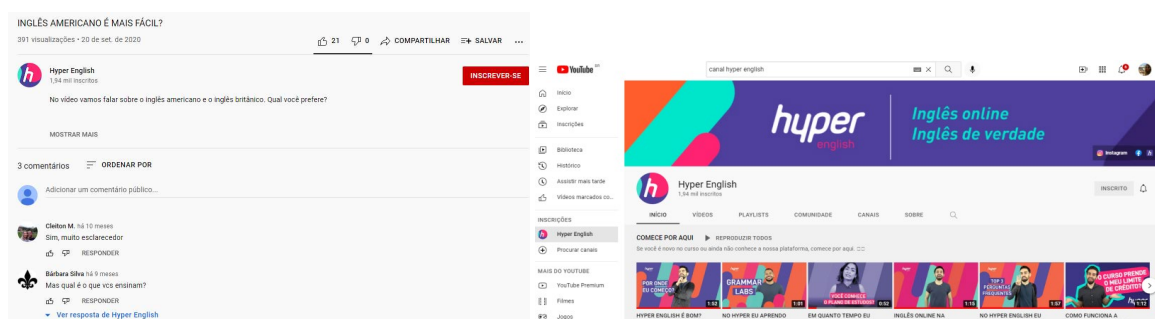 INGLÊS AMERICANO É MAIS FÁCIL?
391 visualizações • 20 de set. de 2020
21 0 COMPARTILHAR SALVAR ...
Hyper English
1,94 mil inscritos
INSCREVER-SE
No vídeo vamos falar sobre o inglês americano e o inglês britânico. Qual você prefere?
MOSTRAR MAIS
3 comentários ORDENAR POR
Adicionar um comentário público...
Cleiton M. há 10 meses
Sim, muito esclarecedor
RESPONDER
Bárbara Silva há 9 meses
Mas qual é o que vcs ensinam?
RESPONDER
Ver resposta de Hyper English
YouTube
canal hyper english
Início
Explorar
Inscrições
Biblioteca
Histórico
Assistir mais tarde
Vídeos marcados co...
INSCRIÇÕES
Hyper English
Procurar canais
MAIS DO YOUTUBE
YouTube Premium
Filmes
Jogos
hyper
english
Inglês online
Inglês de verdade
Instagram
Hyper English
1,94 mil inscritos
INSCRITO
INÍCIO VÍDEOS PLAYLISTS COMUNIDADE CANAIS SOBRE
COMECE POR AQUI REPRODUZIR TODOS
Se você é novo no curso ou ainda não conhece a nossa plataforma, comece por aqui.
POR ONDE
EU COMEÇO?
1:52
GRAMMAR
LABS
1:01
VOCÊ CONHECE
O PLANO DE ESTUDOS?
0:52
1:15
TOP 3
PERGUNTAS
FREQUENTES
1:57
O CURSO PRENDE
O MEU LIMITE
DE CRÉDITO?
1:12
HYPER ENGLISH É BOM?
NO HYPER EU APRENDO
EM QUANTO TEMPO EU
INGLÊS ONLINE NA
NO HYPER ENGLISH EU
COMO FUNCIONA A